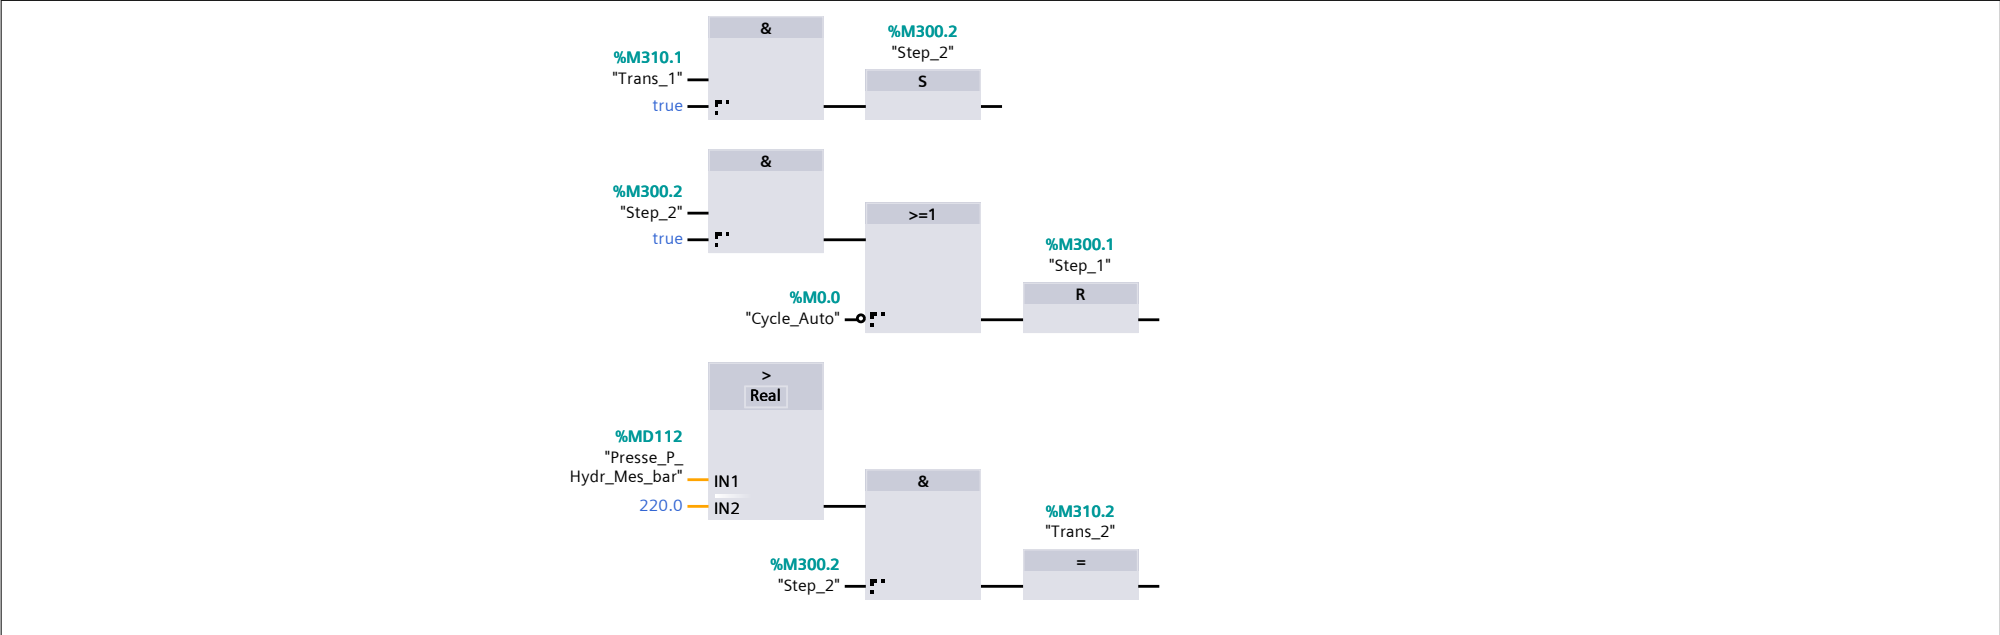 &
%M300.2
"Step_2"
%M310.1
"Trans_1"
S
true
&
%M300.2
"Step_2"
>=1
true
%M300.1
"Step_1"
%M0.0
"Cycle_Auto"
R
>
Real
%MD112
"Presse_P_
Hydr_Mes_bar"
IN1
&
220.0
IN2
%M310.2
"Trans_2"
%M300.2
"Step_2"
=